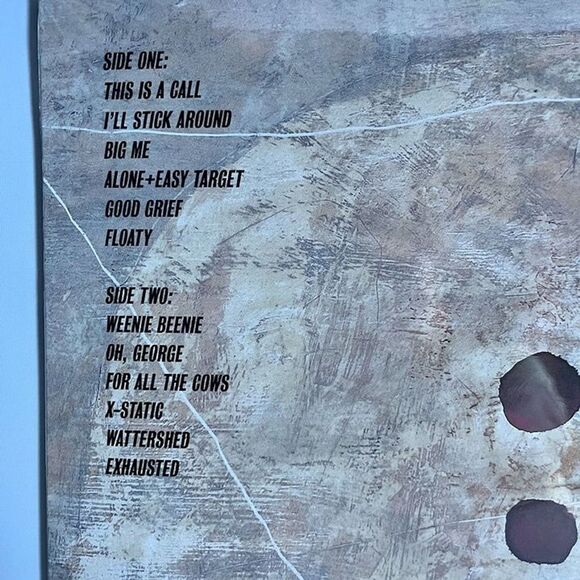 SIDE ONE:
THIS IS A CALL
I'LL STICK AROUND
BIG ME
ALONE+EASY TARGET
GOOD GRIEF
FLOATY
SIDE TWO:
WEENIE BEENIE
OH, GEORGE
FOR ALL THE COWS
X-STATIC
WATTERSHED
EXHAUSTED